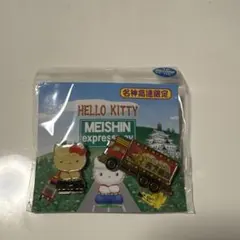 名神高速限定
HELLO KITTY
MEISHIN
expressway